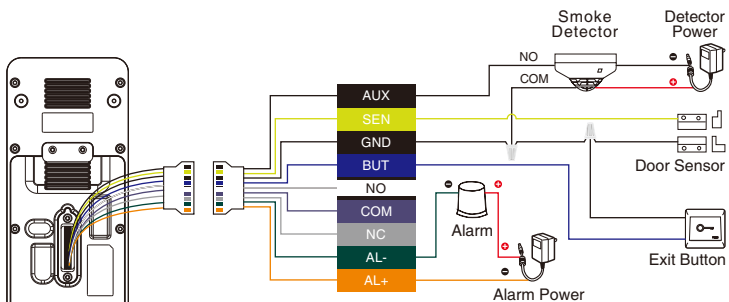 Smoke
Detector
Detector
Power
NO
COM
AUX
SEN
GND
BUT
NO
COM
NC
AL-
AL+
Door Sensor
Alarm
Exit Button
Alarm Power